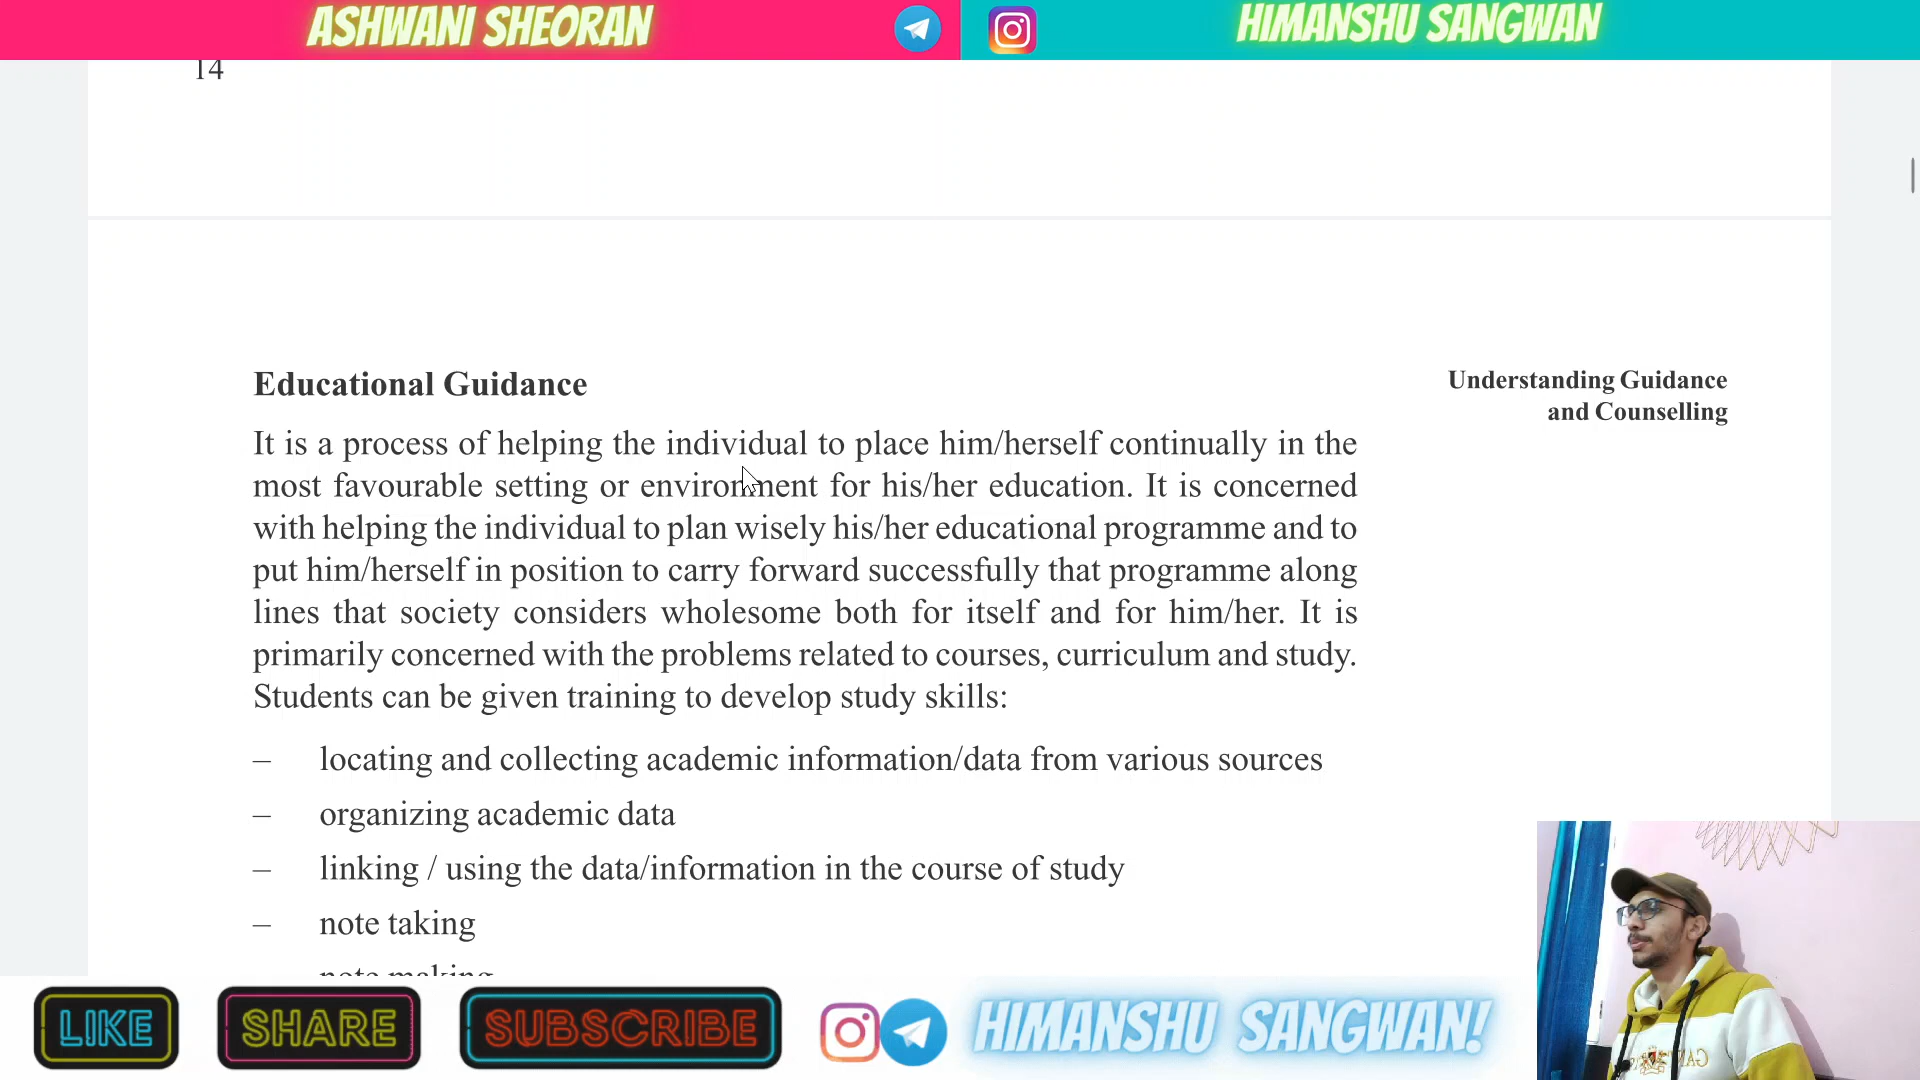 ASHWANI SHEORAN
HIMANSHU SANGWAN
14
Educational Guidance
Understanding Guidance
and Counselling
It is a process of helping the individual to place him/herself continually in the
most favourable setting or environment for his/her education. It is concerned
with helping the individual to plan wisely his/her educational programme and to
put him/herself in position to carry forward successfully that programme along
lines that society considers wholesome both for itself and for him/her. It is
primarily concerned with the problems related to courses, curriculum and study.
Students can be given training to develop study skills:
– locating and collecting academic information/data from various sources
– organizing academic data
– linking / using the data/information in the course of study
– note taking
note making
LIKE
SHARE
SUBSCRIBE
HIMANSHU SANGWAN!